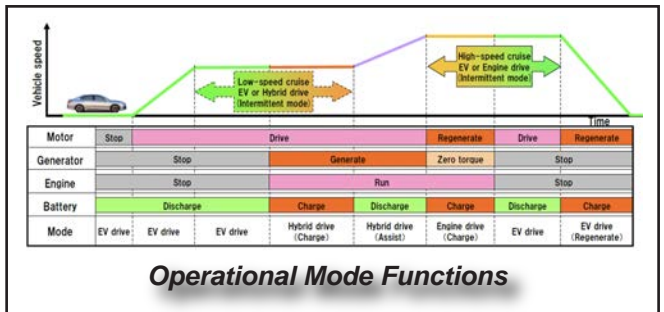 Vehicle speed
Low-speed cruise
EV or Hybrid drive
(Intermittent mode)
High-speed cruise
EV or Engine drive
(Intermittent mode)
Time
Motor Stop Drive Regenerate Drive Regenerate
Generator Stop Generate Zero torque Stop
Engine Stop Run Stop
Battery Discharge Charge Discharge Charge Discharge Charge
Mode EV drive EV drive EV drive Hybrid drive (Charge) Hybrid drive (Assist) Engine drive (Charge) EV drive EV drive (Regenerate)
Operational Mode Functions